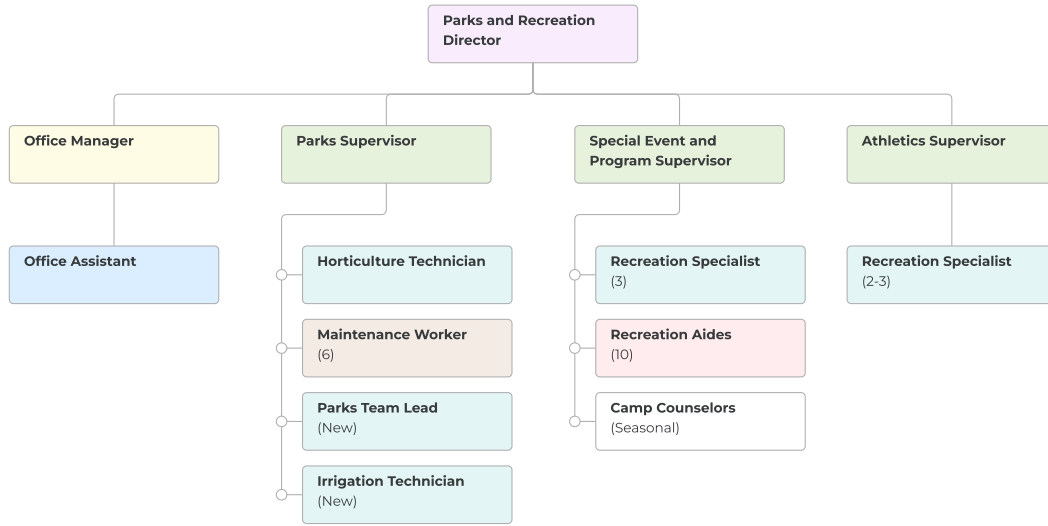 Parks and Recreation
Director
Office Manager
Parks Supervisor
Special Event and
Program Supervisor
Athletics Supervisor
Office Assistant
Horticulture Technician
Maintenance Worker
(6)
Parks Team Lead
(New)
Irrigation Technician
(New)
Recreation Specialist
(3)
Recreation Aides
(10)
Camp Counselors
(Seasonal)
Recreation Specialist
(2-3)